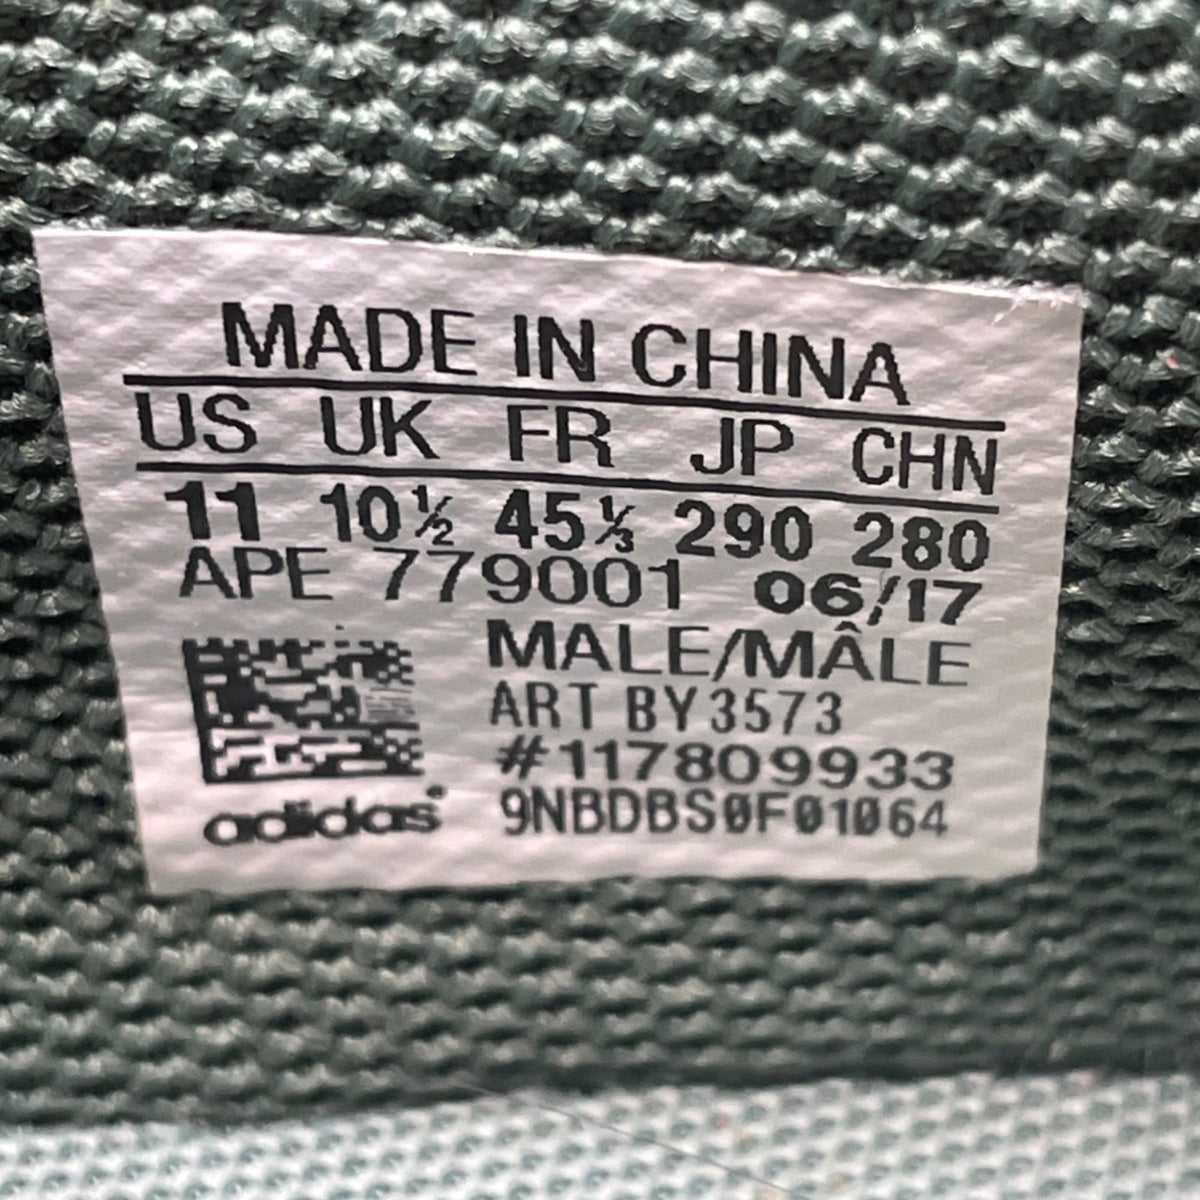 MADE IN CHINA
US UK FR JP CHN
11 10½ 45⅓ 290 280
APE 779001 06/17
MALE/MÂLE
ART BY3573
#117809933
adidas® 9NBDBS0F01064